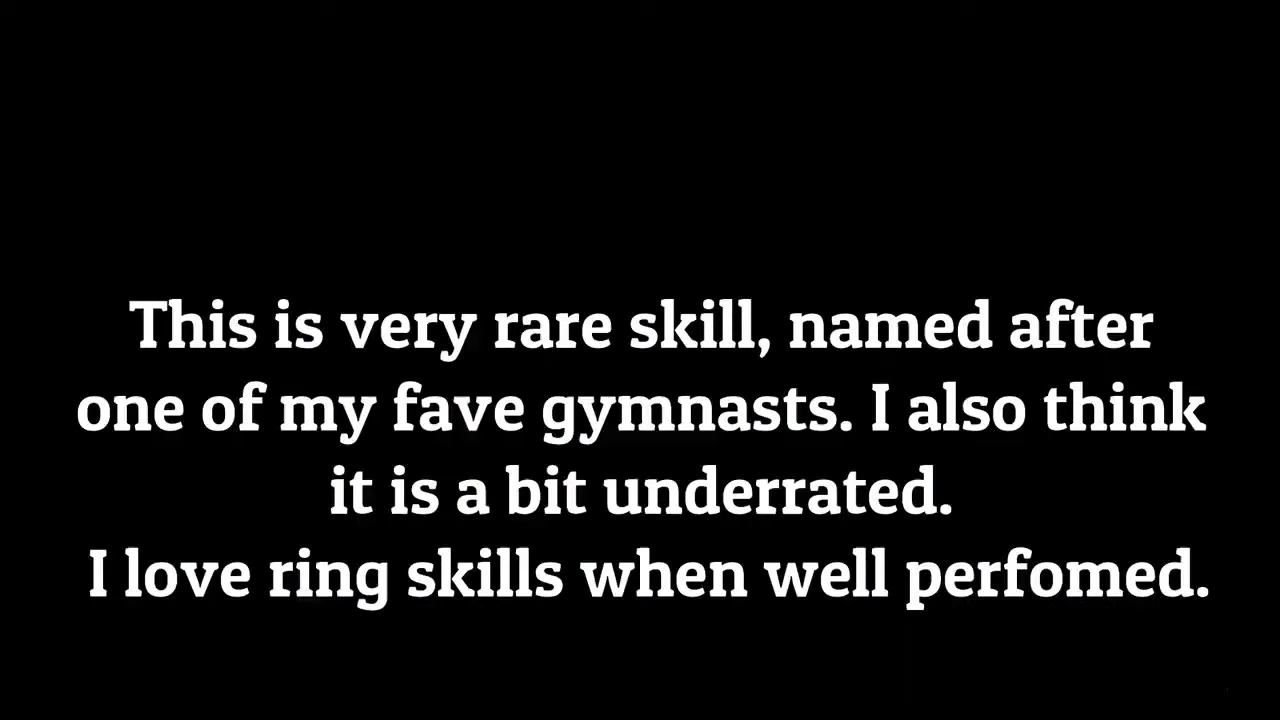 This is very rare skill, named after
one of my fave gymnasts. I also think
it is a bit underrated.
I love ring skills when well perfomed.